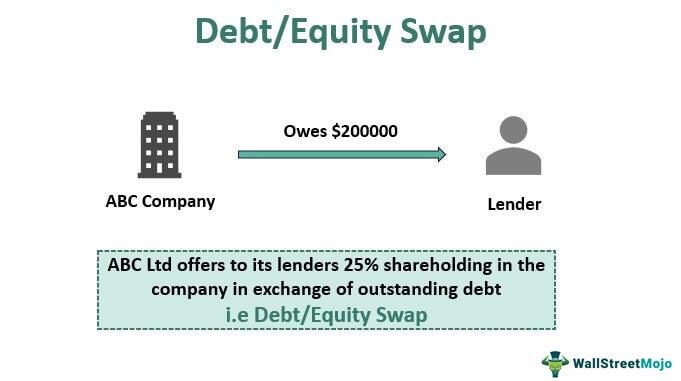 Debt/Equity Swap
Owes $200000
ABC Company
Lender
ABC Ltd offers to its lenders 25% shareholding in the
company in exchange of outstanding debt
i.e Debt/Equity Swap
WallStreetMojo